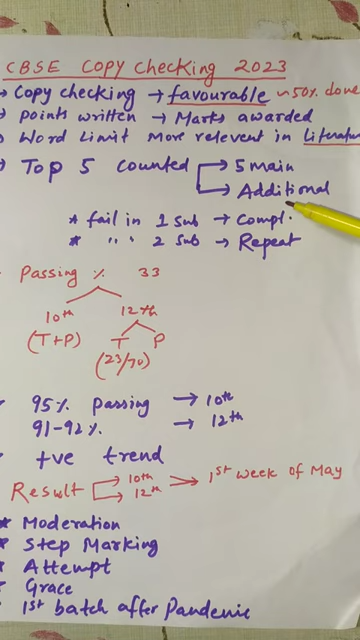 CBSE Copy Checking 2023
→ Copy checking → favourable ~50% done
→ points written → Marks awarded
→ Word Limit More relevent in Literature
Top 5 counted → 5 main
→ Additional
* fail in 1 Sub → Compl.
* " " 2 Sub → Repeat
Passing % 33
10th 12th
(T+P) T P
(23/70)
95% passing → 10th
91-92% → 12th
+ve trend
Result → 10th → 12th 1st week of May
* Moderation
* Step Marking
* Attempt
* Grace
* 1st batch after Pandemic